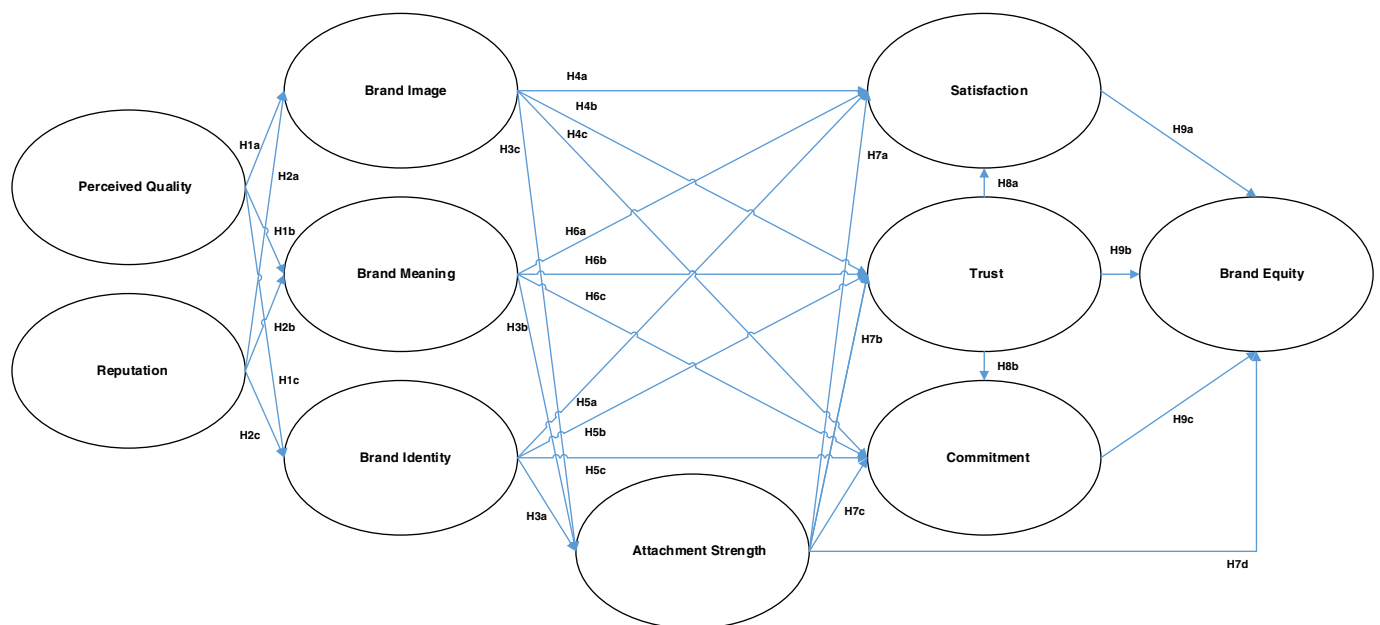 Brand Image
Satisfaction
H4a
H4b
H9a
H4c
H1a
H3c
H7a
H2a
Perceived Quality
H8a
H1b
H6a
H9b
H6b
Brand Meaning
Trust
Brand Equity
H6c
H2b
H3b
H7b
Reputation
H8b
H1c
H5a
H9c
H5b
H2c
Brand Identity
Commitment
H5c
H3a
H7c
Attachment Strength
H7d